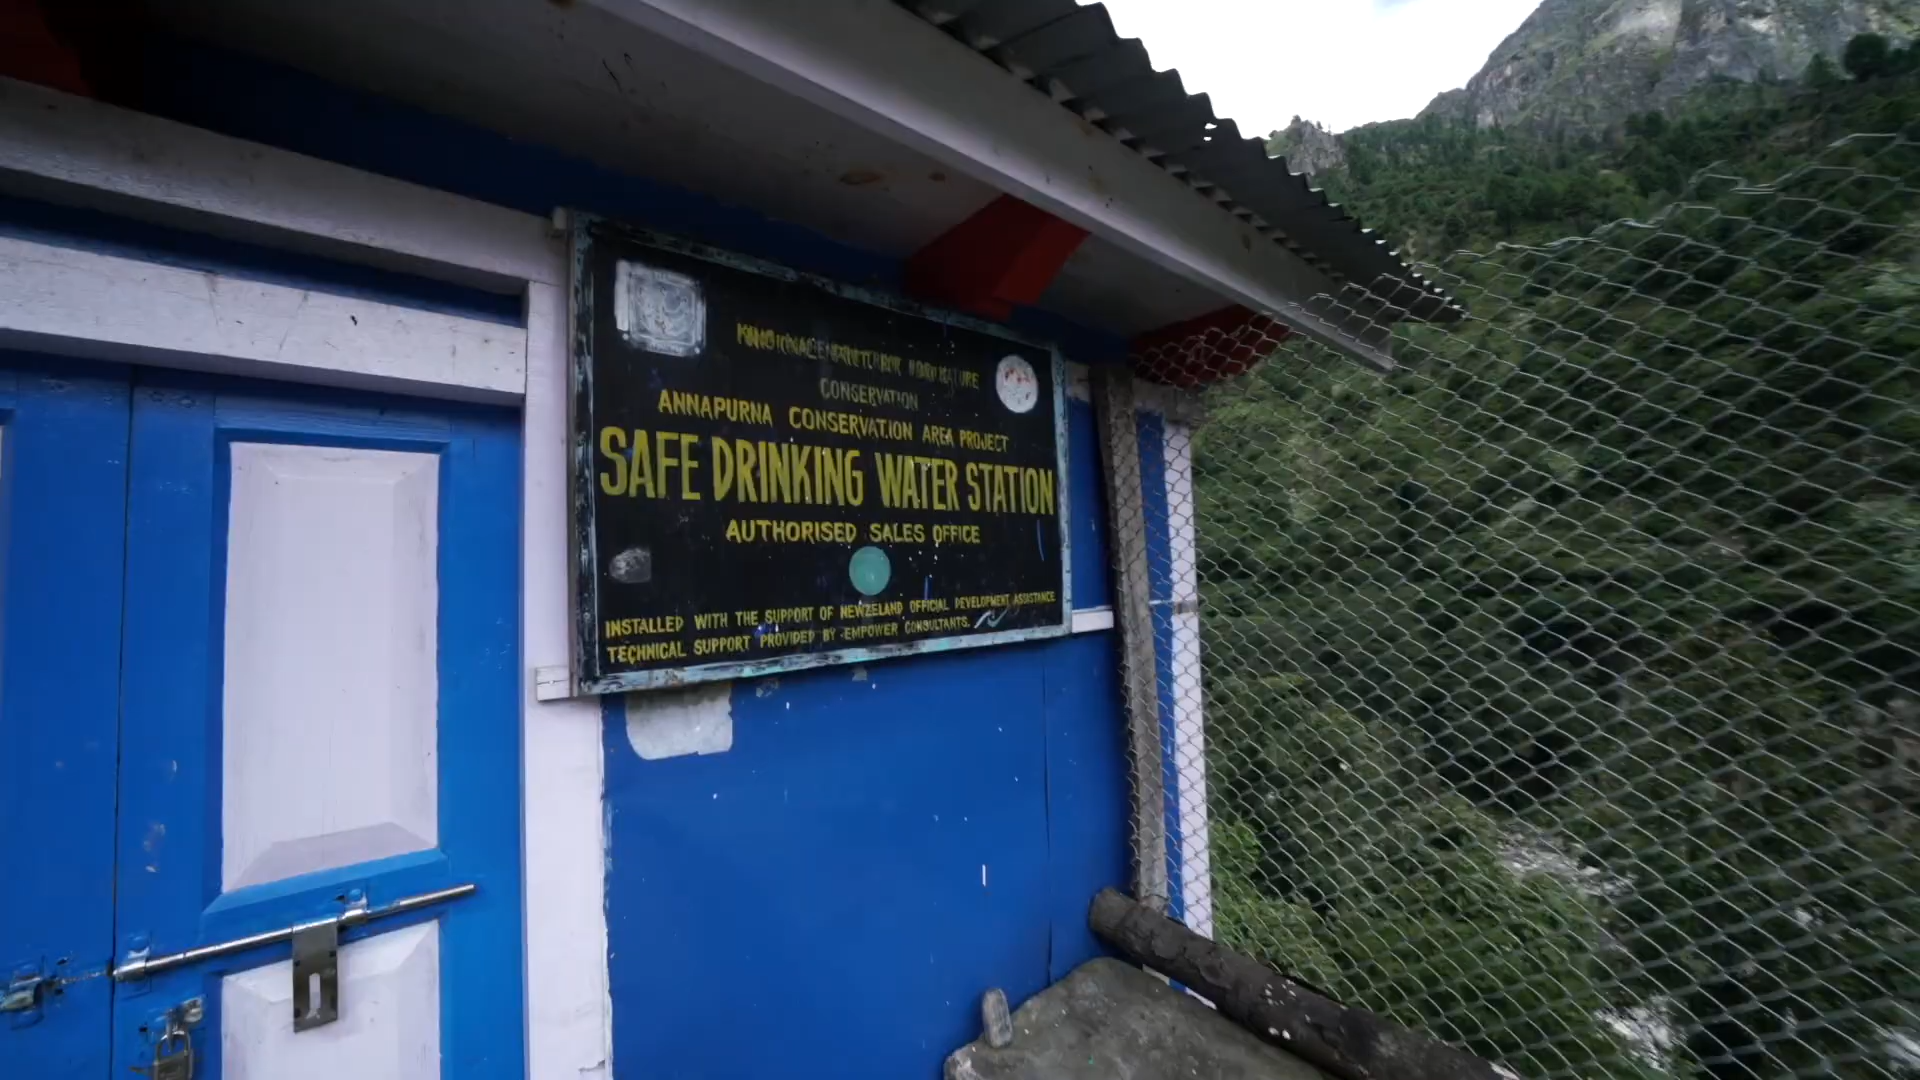 CONSERVATION
ANNAPURNA CONSERVATION AREA PROJECT
SAFE DRINKING WATER STATION
AUTHORISED SALES OFFICE
INSTALLED WITH THE SUPPORT OF NEWZELAND OFFICIAL DEVELOPMENT ASSISTANCE
TECHNICAL SUPPORT PROVIDED BY EMPOWER CONSULTANTS.